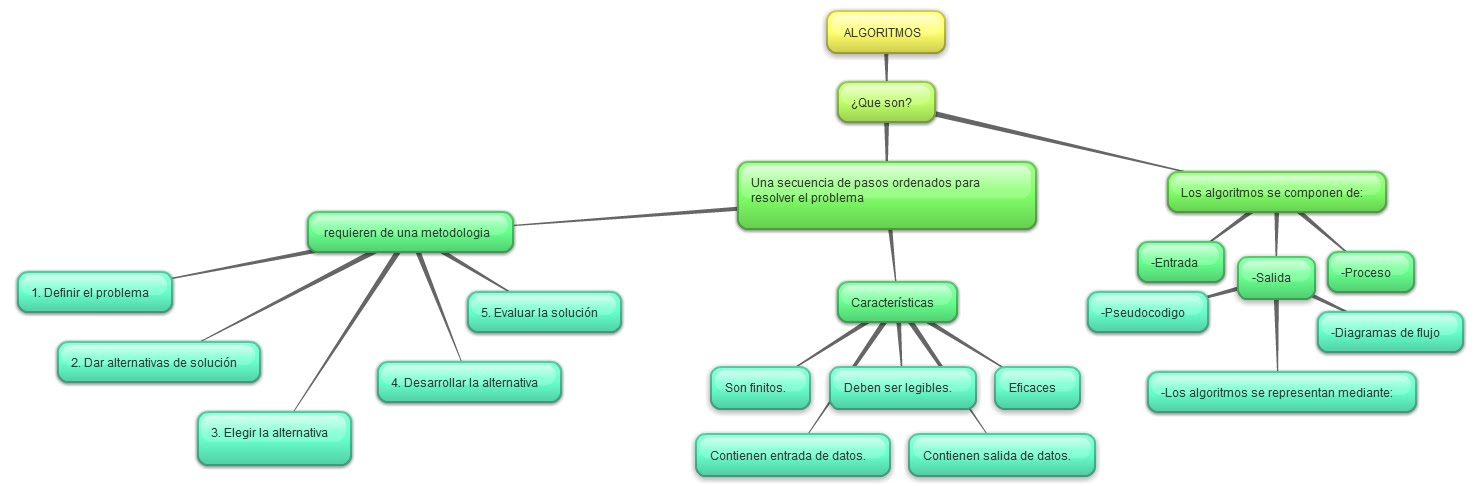 ALGORITMOS
¿Que son?
Una secuencia de pasos ordenados para
resolver el problema
Los algoritmos se componen de:
requieren de una metodologia
-Entrada
-Salida
-Proceso
1. Definir el problema
5. Evaluar la solución
Características
-Pseudocodigo
-Diagramas de flujo
2. Dar alternativas de solución
4. Desarrollar la alternativa
Son finitos.
Deben ser legibles.
Eficaces
-Los algoritmos se representan mediante:
3. Elegir la alternativa
Contienen entrada de datos.
Contienen salida de datos.